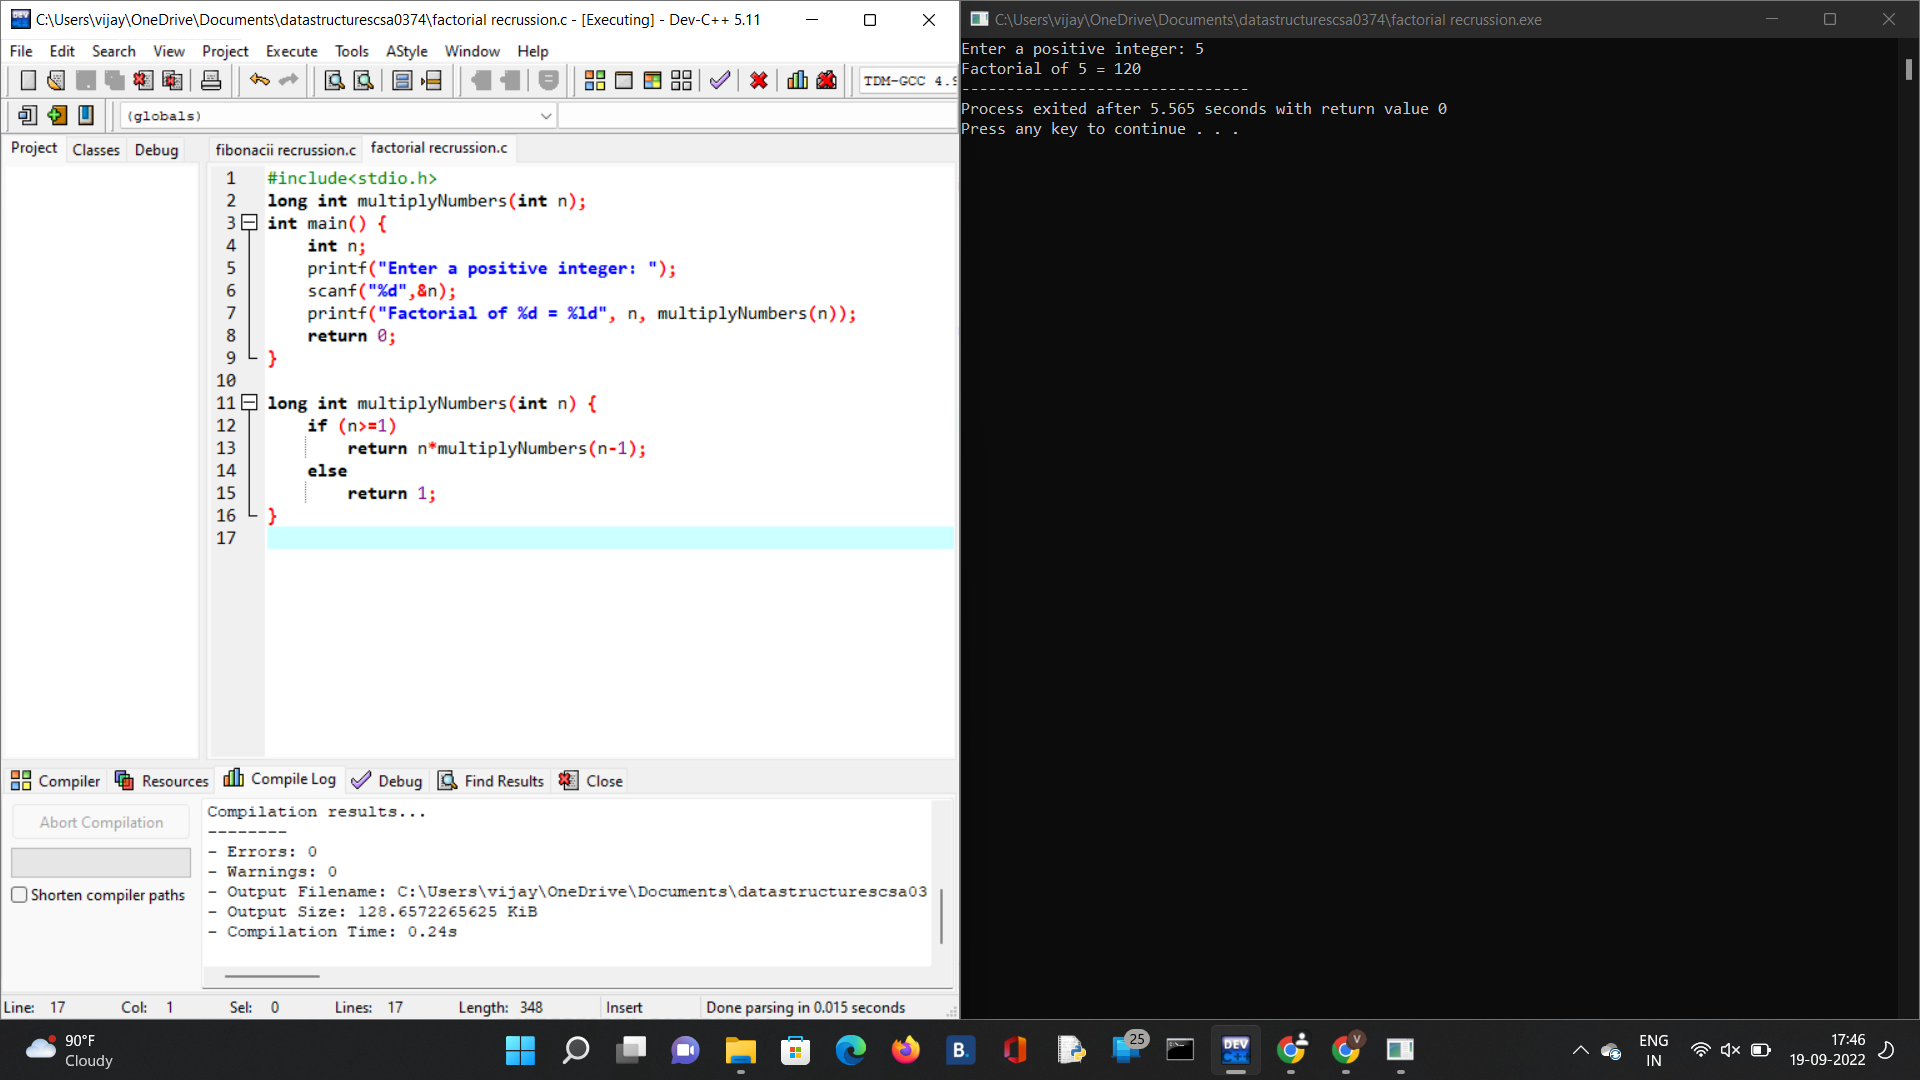 C:\Users\vijay\OneDrive\Documents\datastructurescsa0374\factorial recrussion.c - [Executing] - Dev-C++ 5.11
File Edit Search View Project Execute Tools AStyle Window Help
TDM-GCC 4.9
(globals)
Project Classes Debug
fibonacii recrussion.c factorial recrussion.c
1 #include<stdio.h>
2 long int multiplyNumbers(int n);
3 int main() {
4 int n;
5 printf("Enter a positive integer: ");
6 scanf("%d",&n);
7 printf("Factorial of %d = %ld", n, multiplyNumbers(n));
8 return 0;
9 }
10
11 long int multiplyNumbers(int n) {
12 if (n>=1)
13 return n*multiplyNumbers(n-1);
14 else
15 return 1;
16 }
17
Compiler Resources Compile Log Debug Find Results Close
Abort Compilation
Shorten compiler paths
Compilation results...
--------
- Errors: 0
- Warnings: 0
- Output Filename: C:\Users\vijay\OneDrive\Documents\datastructurescsa03
- Output Size: 128.6572265625 KiB
- Compilation Time: 0.24s
Line: 17 Col: 1 Sel: 0 Lines: 17 Length: 348 Insert Done parsing in 0.015 seconds
C:\Users\vijay\OneDrive\Documents\datastructurescsa0374\factorial recrussion.exe
Enter a positive integer: 5
Factorial of 5 = 120
--------------------------------
Process exited after 5.565 seconds with return value 0
Press any key to continue . . .
90°F
Cloudy
B.
25
DEV
C++
V
ENG
IN
17:46
19-09-2022